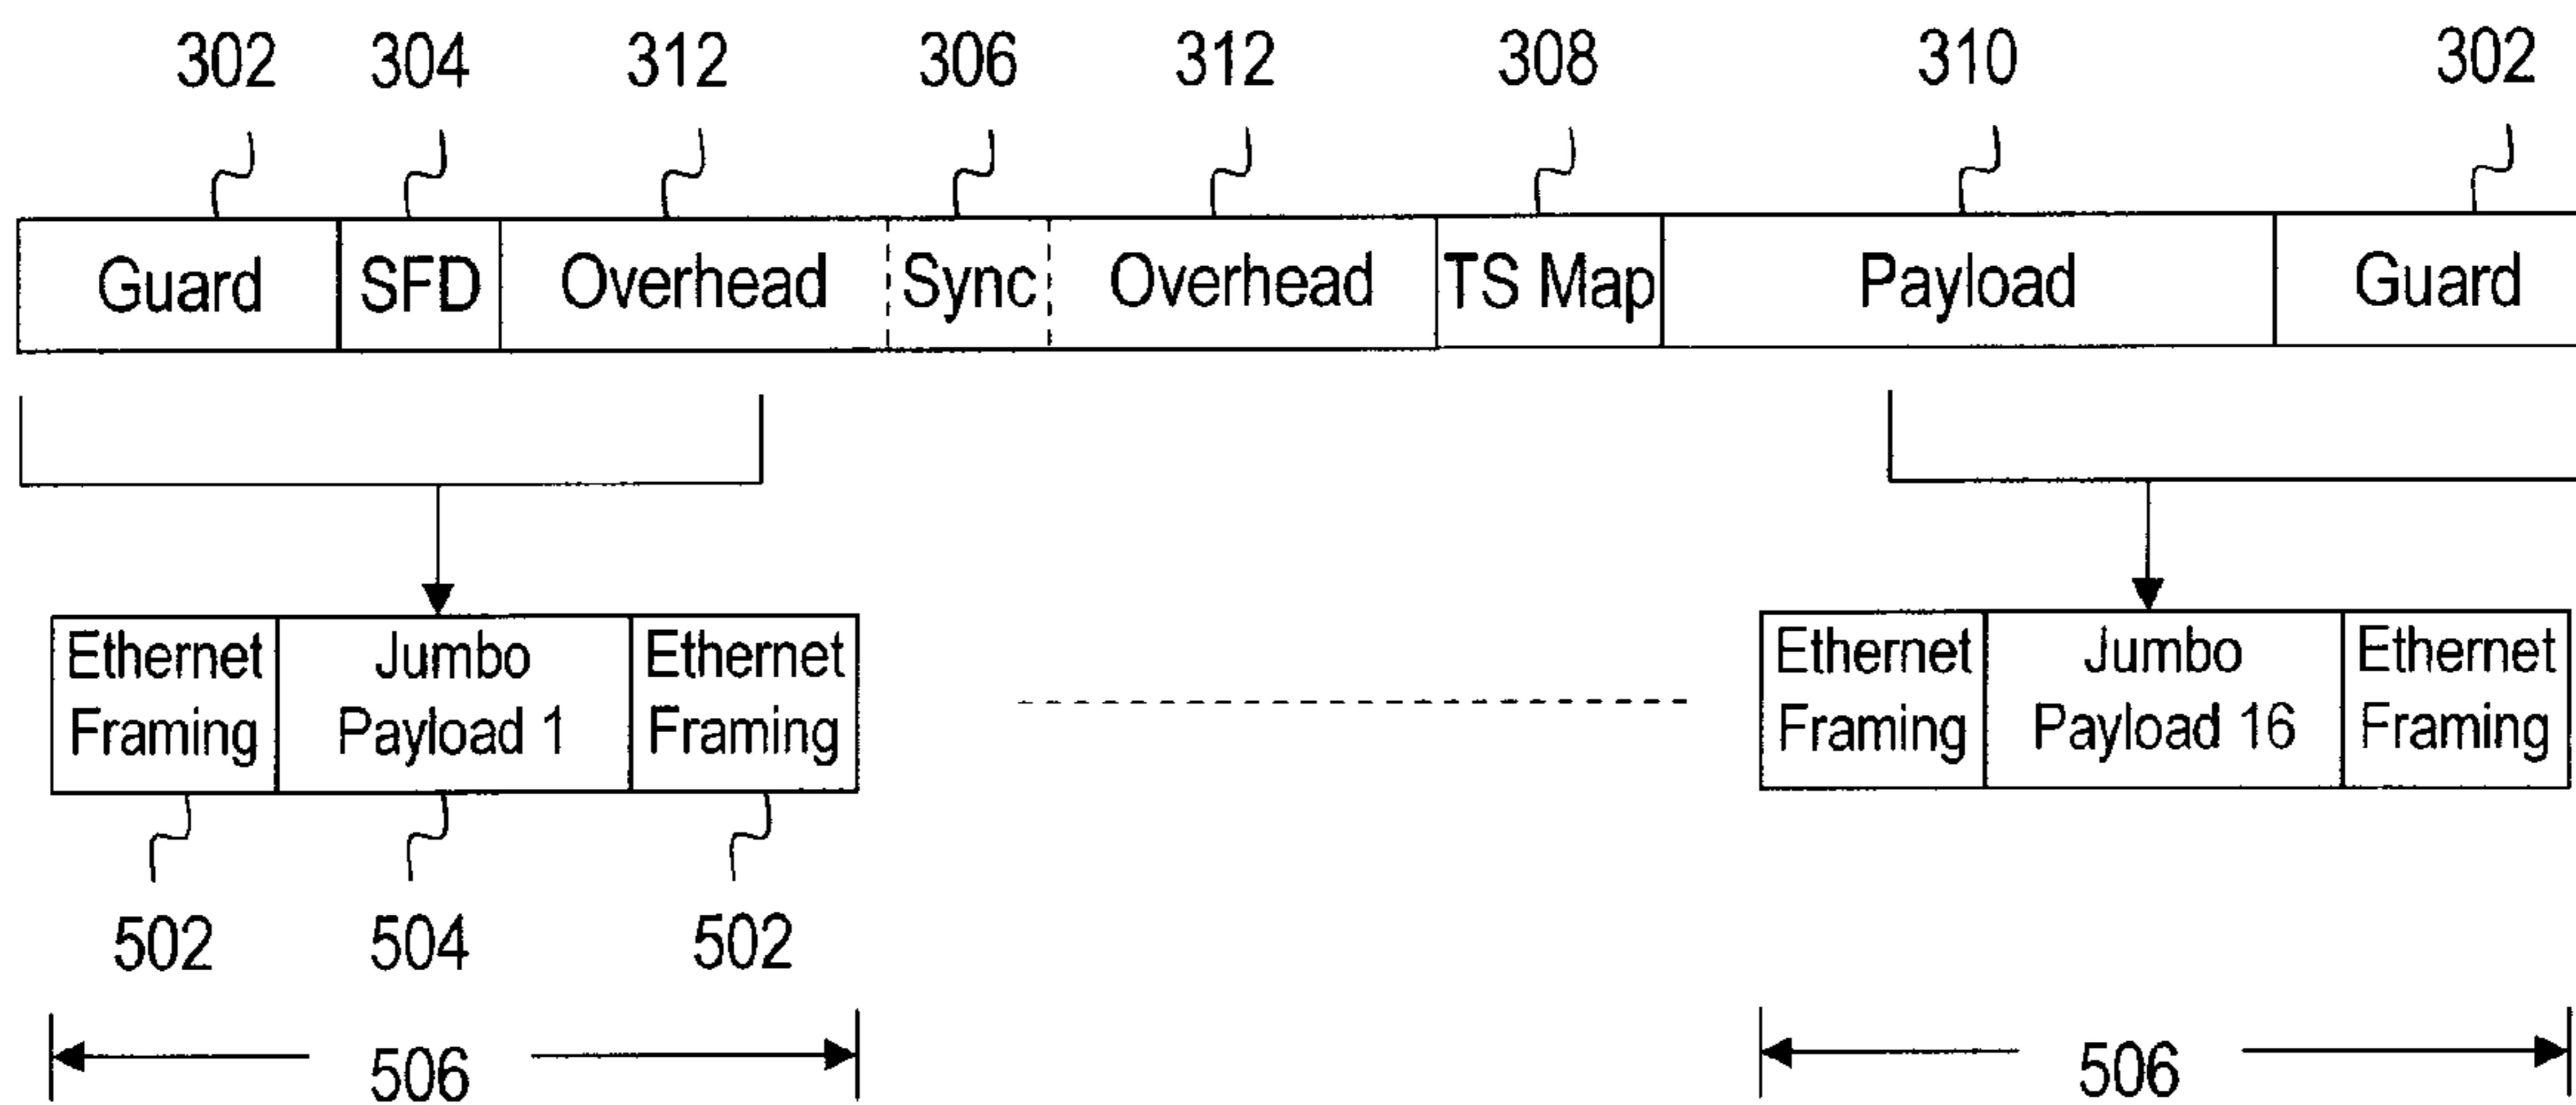 302 304 312 306 312 308 310 302
Guard SFD Overhead Sync Overhead TS Map Payload Guard
Ethernet Jumbo Ethernet Ethernet Jumbo Ethernet
Framing Payload 1 Framing Framing Payload 16 Framing
502 504 502
506 506